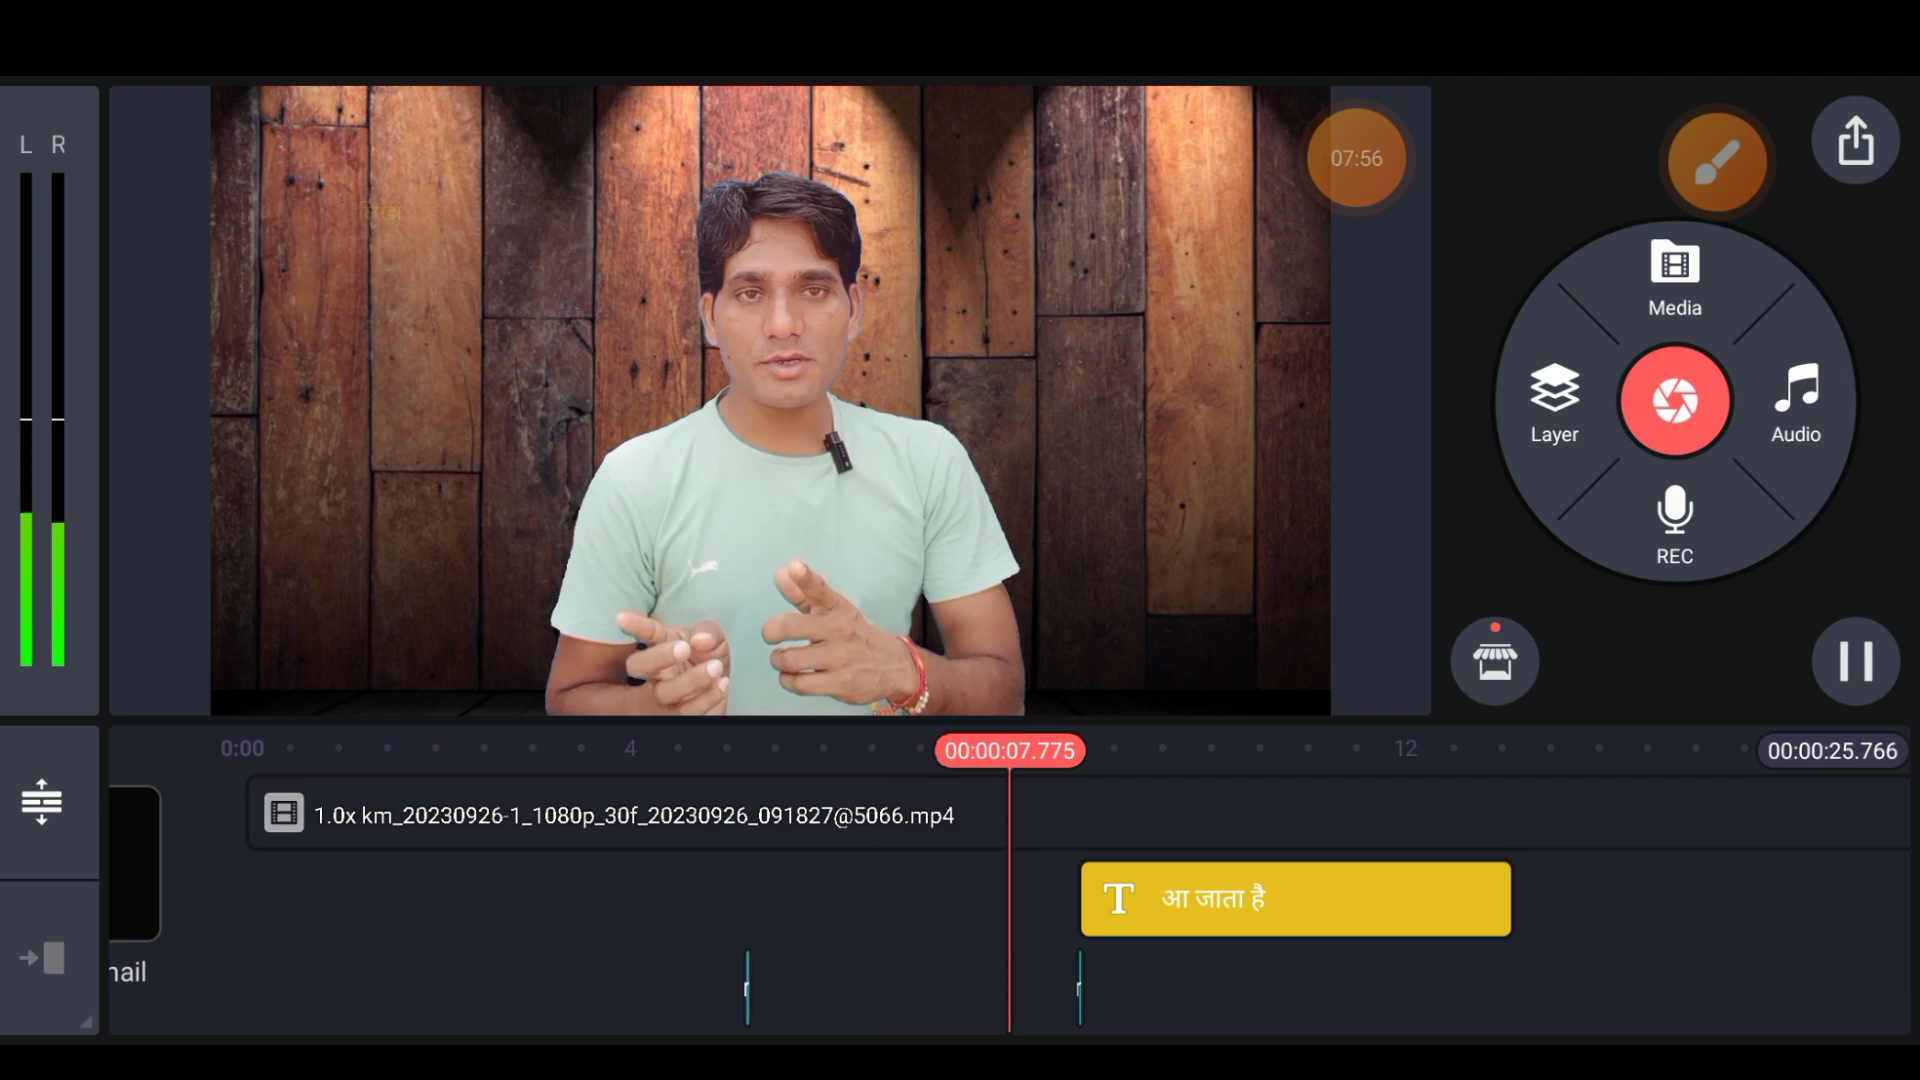 L R
07:56
Media
Layer
Audio
REC
0:00 4 00:00:07.775 12 00:00:25.766
1.0x km_20230926-1_1080p_30f_20230926_091827@5066.mp4
T आ जाता है
nail